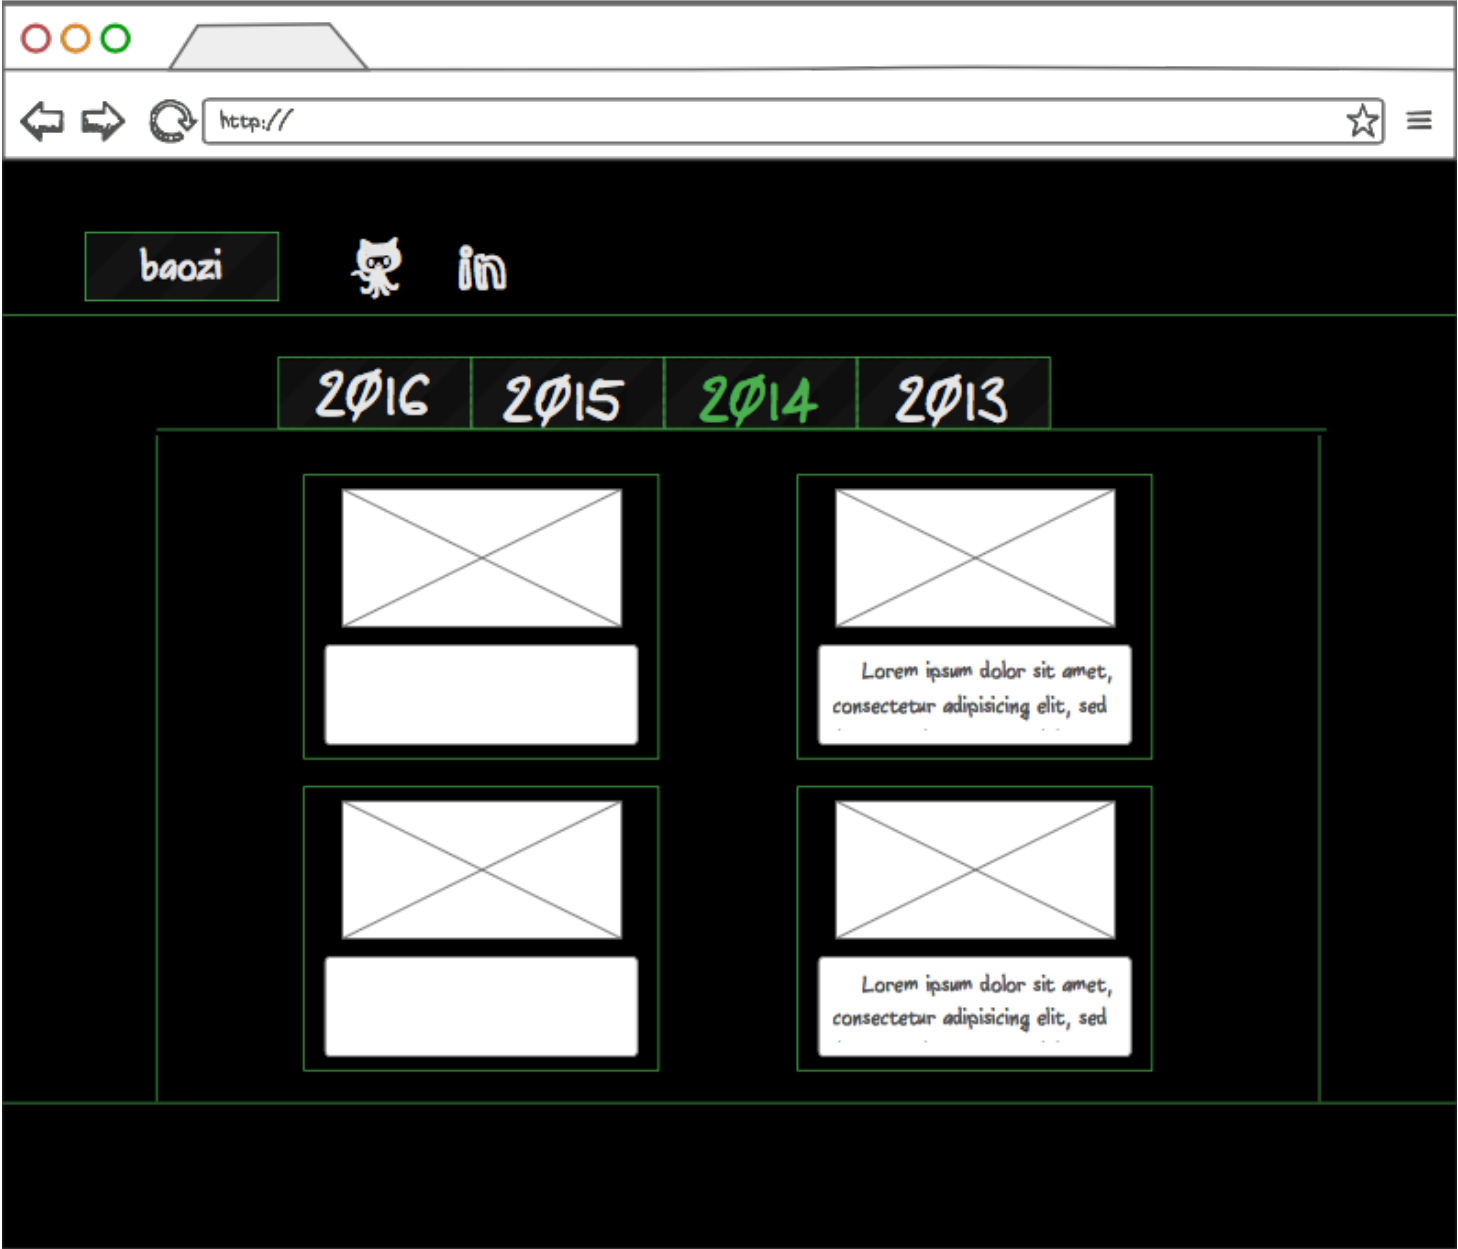 http://
baozi
in
2016 2015 2014 2013
Lorem ipsum dolor sit amet,
consectetur adipisicing elit, sed
Lorem ipsum dolor sit amet,
consectetur adipisicing elit, sed